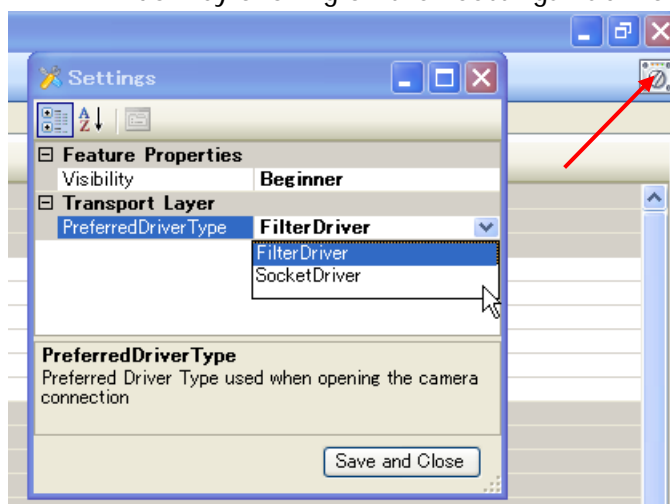 Settings
Feature Properties
Visibility Beginner
Transport Layer
PreferredDriverType FilterDriver
FilterDriver
SocketDriver
PreferredDriverType
Preferred Driver Type used when opening the camera
connection
Save and Close